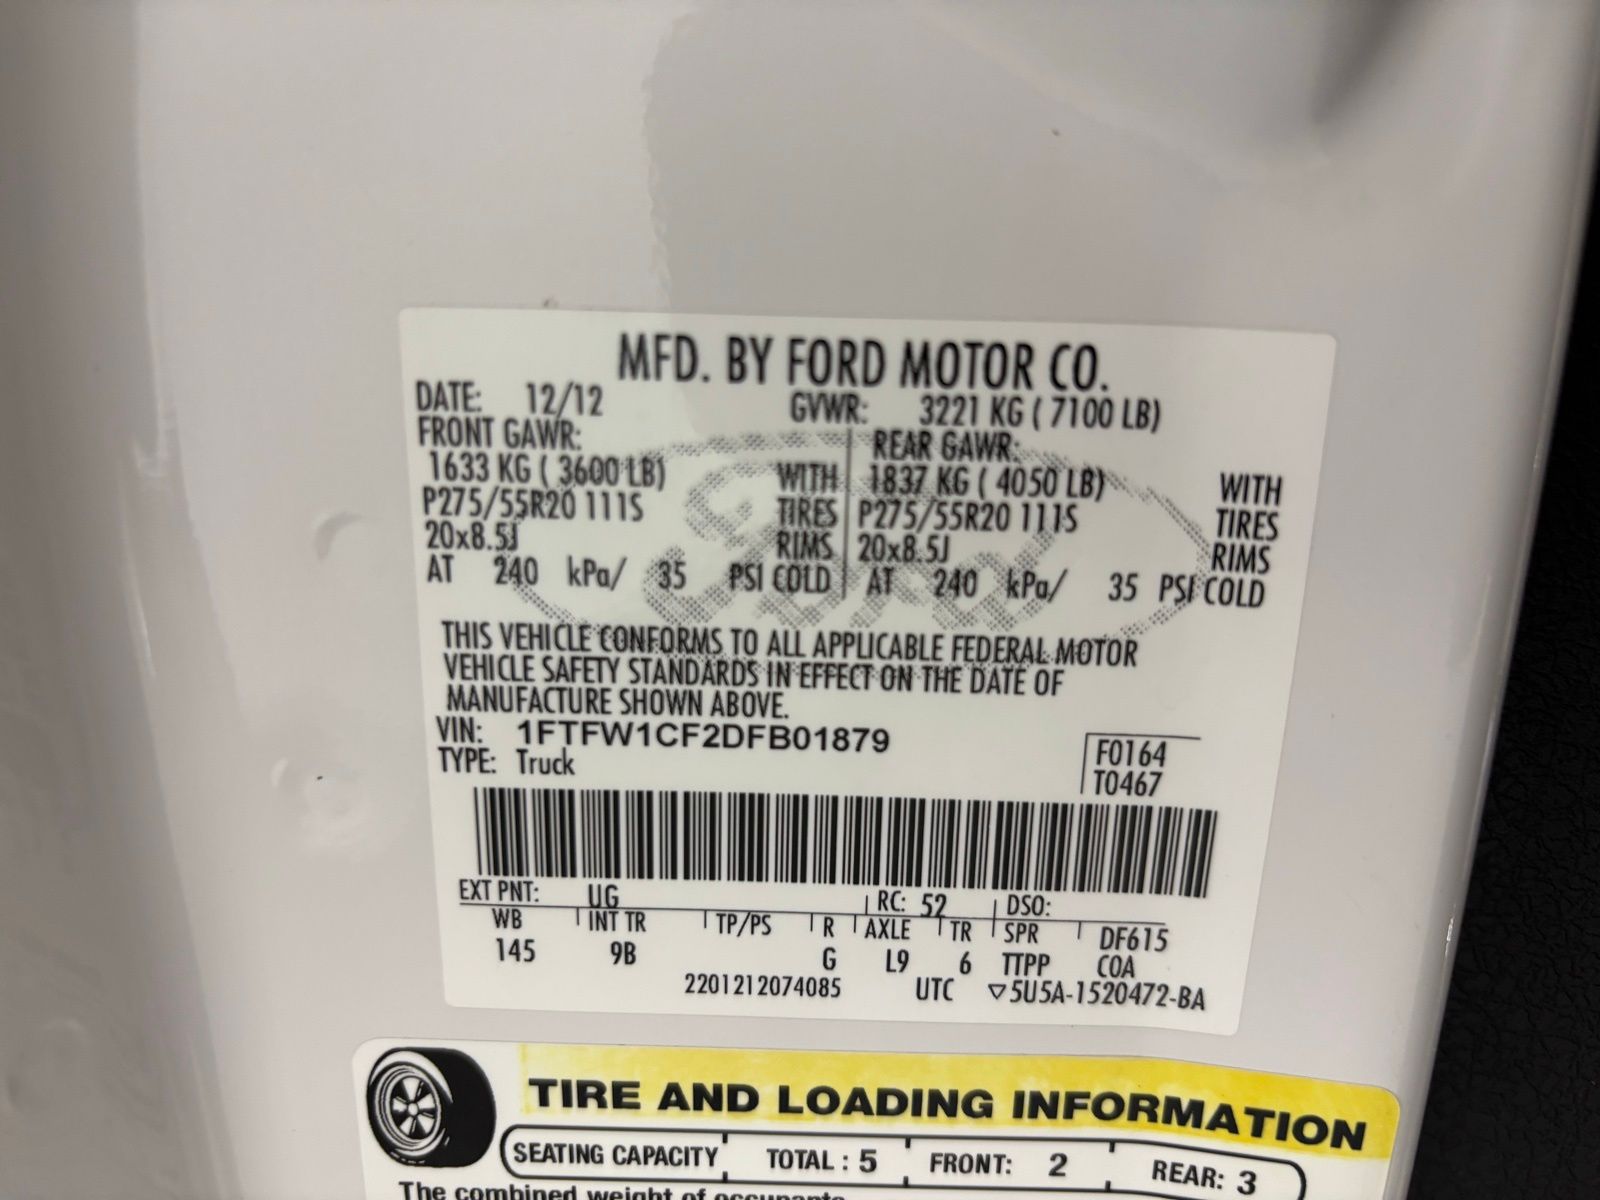 MFD. BY FORD MOTOR CO.
DATE: 12/12 GVWR: 3221 KG ( 7100 LB)
FRONT GAWR: REAR GAWR:
1633 KG ( 3600 LB) WITH 1837 KG ( 4050 LB) WITH
P275/55R20 111S TIRES P275/55R20 111S TIRES
20x8.5J RIMS 20x8.5J RIMS
AT 240 kPa/ 35 PSI COLD AT 240 kPa/ 35 PSI COLD
Ford
THIS VEHICLE CONFORMS TO ALL APPLICABLE FEDERAL MOTOR
VEHICLE SAFETY STANDARDS IN EFFECT ON THE DATE OF
MANUFACTURE SHOWN ABOVE.
VIN: 1FTFW1CF2DFB01879 F0164
TYPE: Truck T0467
EXT PNT: UG RC: 52 DSO:
WB INT TR TP/PS R AXLE TR SPR DF615
145 9B G L9 6 TTPP COA
2201212074085 UTC ▽5U5A-1520472-BA
TIRE AND LOADING INFORMATION
SEATING CAPACITY TOTAL : 5 FRONT: 2 REAR: 3
The combined weight of occupants